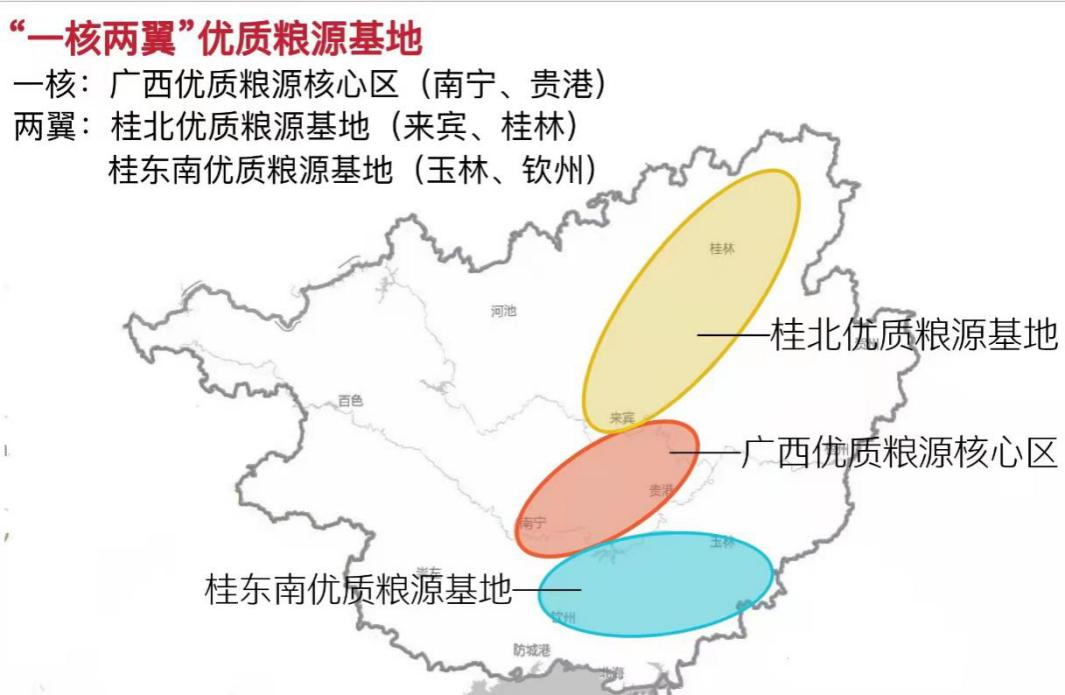 “一核两翼”优质粮源基地
一核：广西优质粮源核心区（南宁、贵港）
两翼：桂北优质粮源基地（来宾、桂林）
桂东南优质粮源基地（玉林、钦州）
桂林
河池
桂北优质粮源基地
百色
来宾
广西优质粮源核心区
贵港
南宁
玉林
桂东南优质粮源基地
钦州
防城港
北海